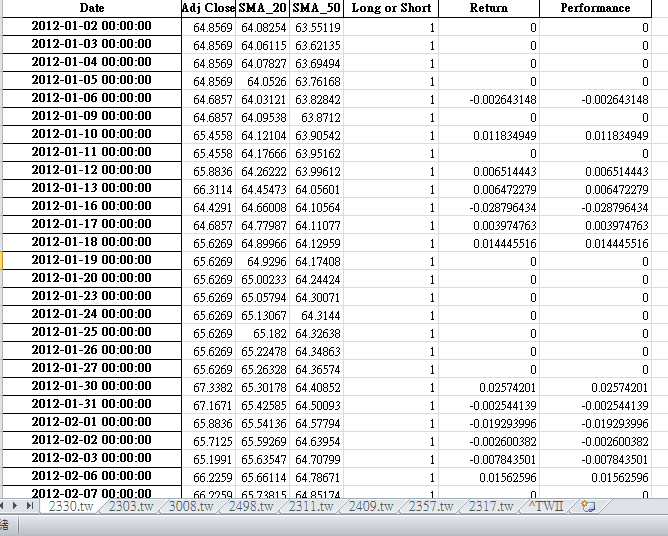 Date Adj Close SMA_20 SMA_50 Long or Short Return Performance
2012-01-02 00:00:00 64.8569 64.08254 63.55119 1 0 0
2012-01-03 00:00:00 64.8569 64.06115 63.62135 1 0 0
2012-01-04 00:00:00 64.8569 64.07827 63.69494 1 0 0
2012-01-05 00:00:00 64.8569 64.0526 63.76168 1 0 0
2012-01-06 00:00:00 64.6857 64.03121 63.82842 1 -0.002643148 -0.002643148
2012-01-09 00:00:00 64.6857 64.09538 63.8712 1 0 0
2012-01-10 00:00:00 65.4558 64.12104 63.90542 1 0.011834949 0.011834949
2012-01-11 00:00:00 65.4558 64.17666 63.95162 1 0 0
2012-01-12 00:00:00 65.8836 64.26222 63.99612 1 0.006514443 0.006514443
2012-01-13 00:00:00 66.3114 64.45473 64.05601 1 0.006472279 0.006472279
2012-01-16 00:00:00 64.4291 64.66008 64.10564 1 -0.028796434 -0.028796434
2012-01-17 00:00:00 64.6857 64.77987 64.11077 1 0.003974763 0.003974763
2012-01-18 00:00:00 65.6269 64.89966 64.12959 1 0.014445516 0.014445516
2012-01-19 00:00:00 65.6269 64.9296 64.17408 1 0 0
2012-01-20 00:00:00 65.6269 65.00233 64.24424 1 0 0
2012-01-23 00:00:00 65.6269 65.05794 64.30071 1 0 0
2012-01-24 00:00:00 65.6269 65.13067 64.3144 1 0 0
2012-01-25 00:00:00 65.6269 65.182 64.32638 1 0 0
2012-01-26 00:00:00 65.6269 65.22478 64.34863 1 0 0
2012-01-27 00:00:00 65.6269 65.26328 64.36574 1 0 0
2012-01-30 00:00:00 67.3382 65.30178 64.40852 1 0.02574201 0.02574201
2012-01-31 00:00:00 67.1671 65.42585 64.50093 1 -0.002544139 -0.002544139
2012-02-01 00:00:00 65.8836 65.54136 64.57794 1 -0.019293996 -0.019293996
2012-02-02 00:00:00 65.7125 65.59269 64.63954 1 -0.002600382 -0.002600382
2012-02-03 00:00:00 65.1991 65.63547 64.70799 1 -0.007843501 -0.007843501
2012-02-06 00:00:00 66.2259 65.66114 64.78671 1 0.01562596 0.01562596
2012-02-07 00:00:00 66.2259 65.73815 64.85174 1 0 0
2330.tw 2303.tw 3008.tw 2498.tw 2311.tw 2409.tw 2357.tw 2317.tw ^TWII
緒